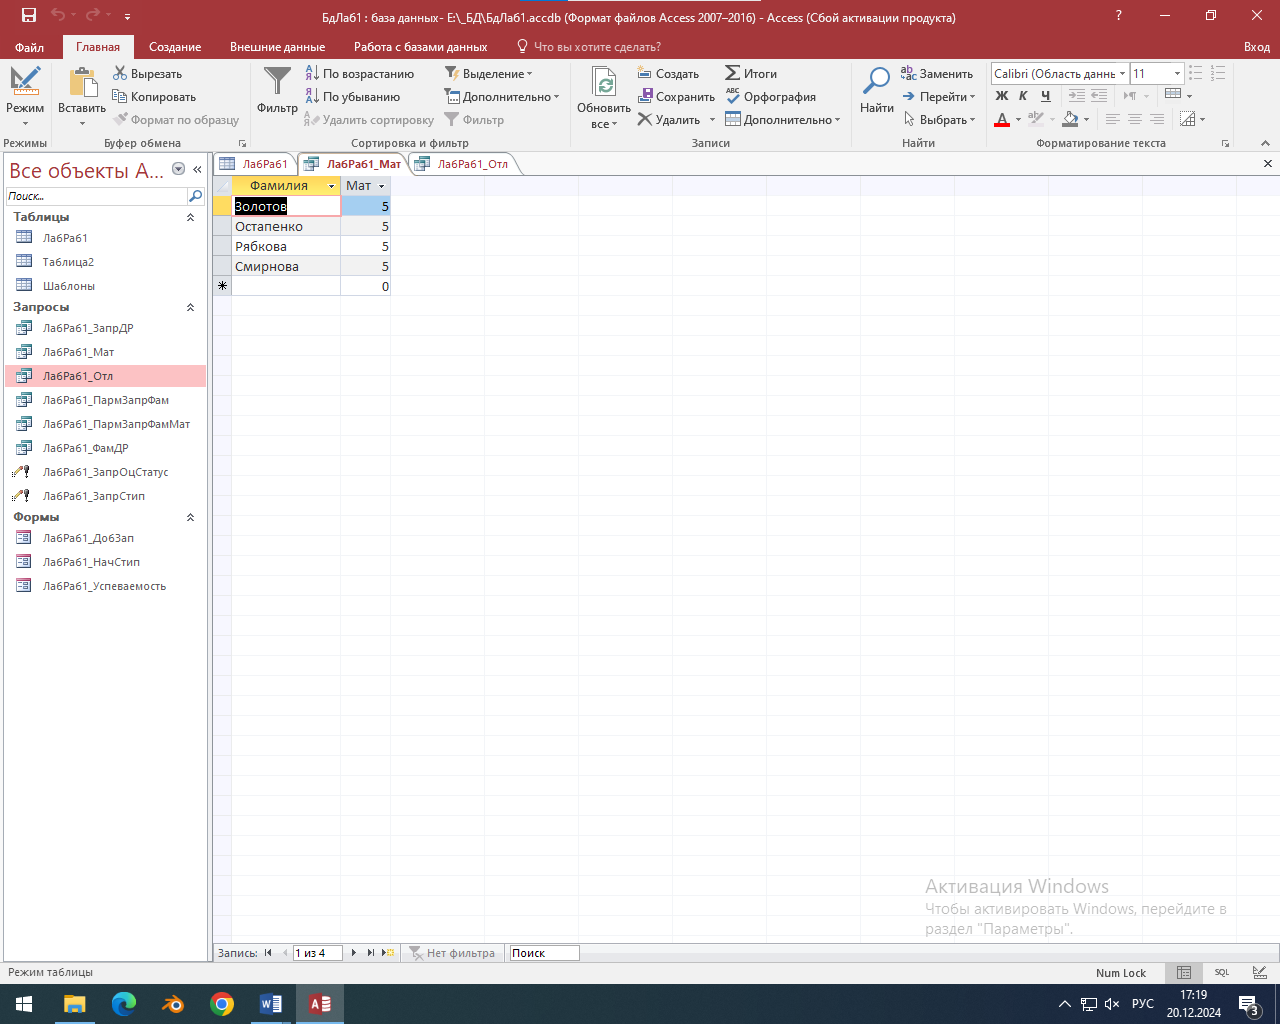 БдЛаб1 : база данных- E:\_БД\БдЛаб1.accdb (Формат файлов Access 2007–2016) - Access (Сбой активации продукта)
Файл Главная Создание Внешние данные Работа с базами данных Что вы хотите сделать? Вход
Режим
Режимы
Вставить
Вырезать
Копировать
Формат по образцу
Буфер обмена
Фильтр
По возрастанию
По убыванию
Удалить сортировку
Выделение
Дополнительно
Фильтр
Сортировка и фильтр
Обновить
все
Создать
Сохранить
Удалить
Итоги
Орфография
Дополнительно
Записи
Найти
Заменить
Перейти
Выбрать
Найти
Calibri (Область даннь 11
Ж К Ч
А
Форматирование текста
Все объекты A...
Поиск...
Таблицы
ЛабРаб1
Таблица2
Шаблоны
Запросы
ЛабРаб1_ЗапрДР
ЛабРаб1_Мат
ЛабРаб1_Отл
ЛабРаб1_ПармЗапрФам
ЛабРаб1_ПармЗапрФамМат
ЛабРаб1_ФамДР
ЛабРаб1_ЗапрОцСтатус
ЛабРаб1_ЗапрСтип
Формы
ЛабРаб1_ДобЗап
ЛабРаб1_НачСтип
ЛабРаб1_Успеваемость
ЛабРаб1 ЛабРаб1_Мат ЛабРаб1_Отл
Фамилия Мат
Золотов 5
Остапенко 5
Рябкова 5
Смирнова 5
0
Активация Windows
Чтобы активировать Windows, перейдите в
раздел "Параметры".
Запись: 1 из 4 Нет фильтра Поиск
Режим таблицы Num Lock SQL
РУС 17:19
20.12.2024
3